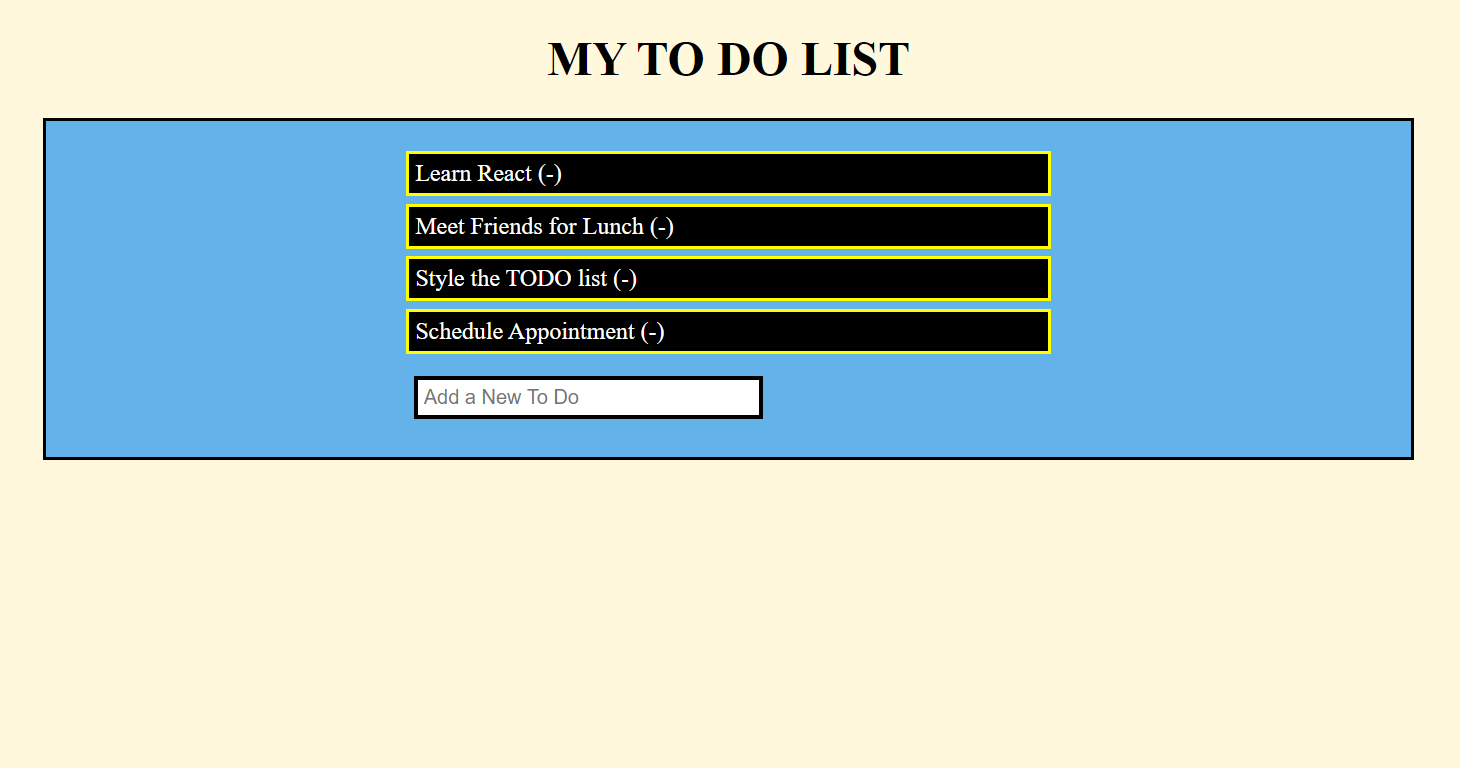 MY TO DO LIST
Learn React (-)
Meet Friends for Lunch (-)
Style the TODO list (-)
Schedule Appointment (-)
Add a New To Do